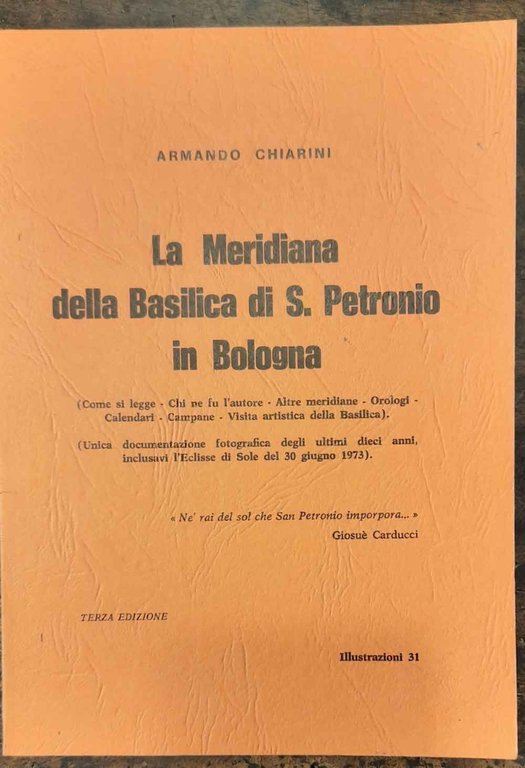 ARMANDO CHIARINI
La Meridiana
della Basilica di S. Petronio
in Bologna
(Come si legge - Chi ne fu l'autore - Altre meridiane - Orologi -
Calendari - Campane - Visita artistica della Basilica).
(Unica documentazione fotografica degli ultimi dieci anni,
inclusavi l'Eclisse di Sole del 30 giugno 1973).
« Ne' rai del sol che San Petronio imporpora... »
Giosuè Carducci
TERZA EDIZIONE
Illustrazioni 31